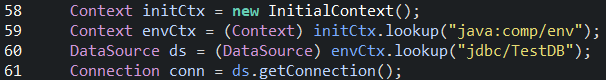 58 Context initCtx = new InitialContext();
59 Context envCtx = (Context) initCtx.lookup("java:comp/env");
60 DataSource ds = (DataSource) envCtx.lookup("jdbc/TestDB");
61 Connection conn = ds.getConnection();